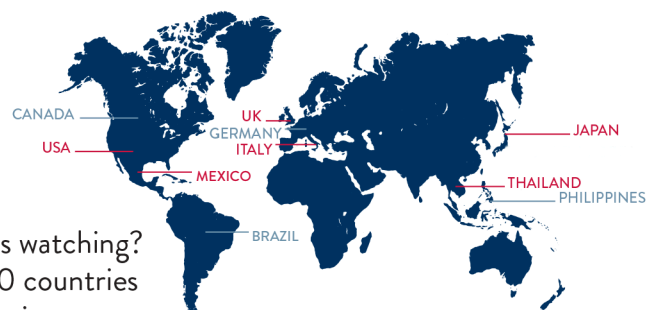 CANADA
UK
GERMANY
JAPAN
USA
ITALY
MEXICO
THAILAND
PHILIPPINES
BRAZIL
s watching?
0 countries